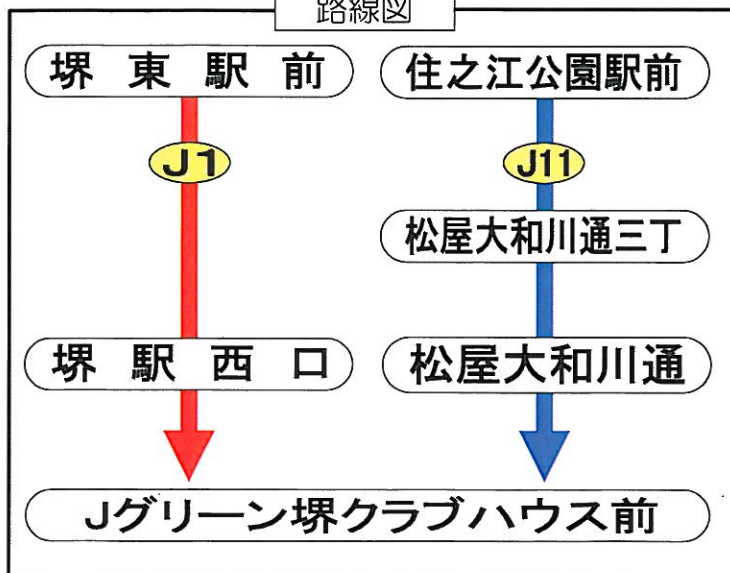 路線図
堺東駅前
住之江公園駅前
J1
J11
松屋大和川通三丁
堺駅西口
松屋大和川通
Jグリーン堺クラブハウス前